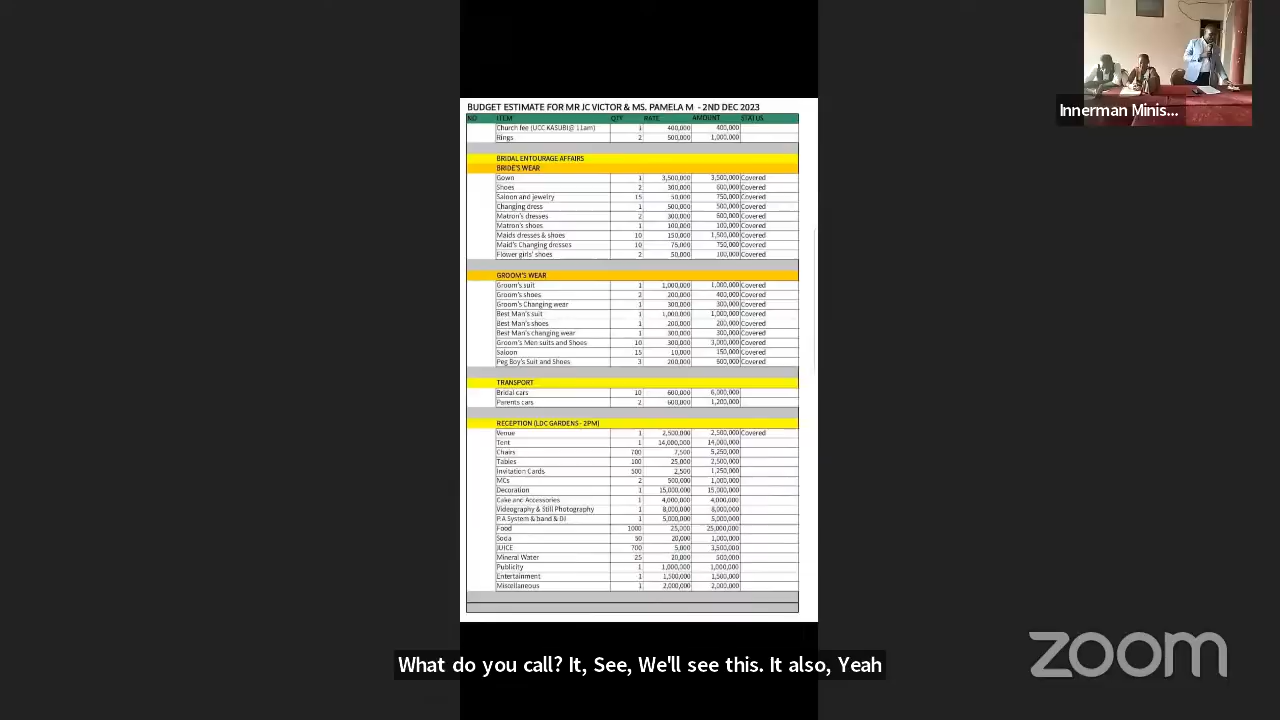 BUDGET ESTIMATE FOR MR JC VICTOR & MS. PAMELA M - 2ND DEC 2023
NO ITEM QTY RATE AMOUNT STATUS
Church fee (UCC KASUBI@ 11am) 1 400,000 400,000
Rings 2 500,000 1,000,000
BRIDAL ENTOURAGE AFFAIRS
BRIDE'S WEAR
Gown 1 3,500,000 3,500,000 Covered
Shoes 2 300,000 600,000 Covered
Saloon and jewelry 15 50,000 750,000 Covered
Changing dress 1 500,000 500,000 Covered
Matron's dresses 2 300,000 600,000 Covered
Matron's shoes 1 100,000 100,000 Covered
Maids dresses & shoes 10 150,000 1,500,000 Covered
Maid's Changing dresses 10 75,000 750,000 Covered
Flower girls' shoes 2 50,000 100,000 Covered
GROOM'S WEAR
Groom's suit 1 1,000,000 1,000,000 Covered
Groom's shoes 2 200,000 400,000 Covered
Groom's Changing wear 1 300,000 300,000 Covered
Best Man's suit 1 1,000,000 1,000,000 Covered
Best Man's shoes 1 200,000 200,000 Covered
Best Man's changing wear 1 300,000 300,000 Covered
Groom's Men suits and Shoes 10 300,000 3,000,000 Covered
Saloon 15 10,000 150,000 Covered
Peg Boy's Suit and Shoes 3 200,000 600,000 Covered
TRANSPORT
Bridal cars 10 600,000 6,000,000
Parents cars 2 600,000 1,200,000
RECEPTION (LDC GARDENS- 2PM)
Venue 1 2,500,000 2,500,000 Covered
Tent 1 14,000,000 14,000,000
Chairs 700 7,500 5,250,000
Tables 100 25,000 2,500,000
Invitation Cards 500 2,500 1,250,000
MCs 2 500,000 1,000,000
Decoration 1 15,000,000 15,000,000
Cake and Accessories 1 4,000,000 4,000,000
Videography & Still Photography 1 8,000,000 8,000,000
P.A System & band & DJ 1 5,000,000 5,000,000
Food 1000 25,000 25,000,000
Soda 50 20,000 1,000,000
JUICE 700 5,000 3,500,000
Mineral Water 25 20,000 500,000
Publicity 1 1,000,000 1,000,000
Entertainment 1 1,500,000 1,500,000
Miscellaneous 1 2,000,000 2,000,000
Innerman Minis...
What do you call? It, See, We'll see this. It also, Yeah
zoom